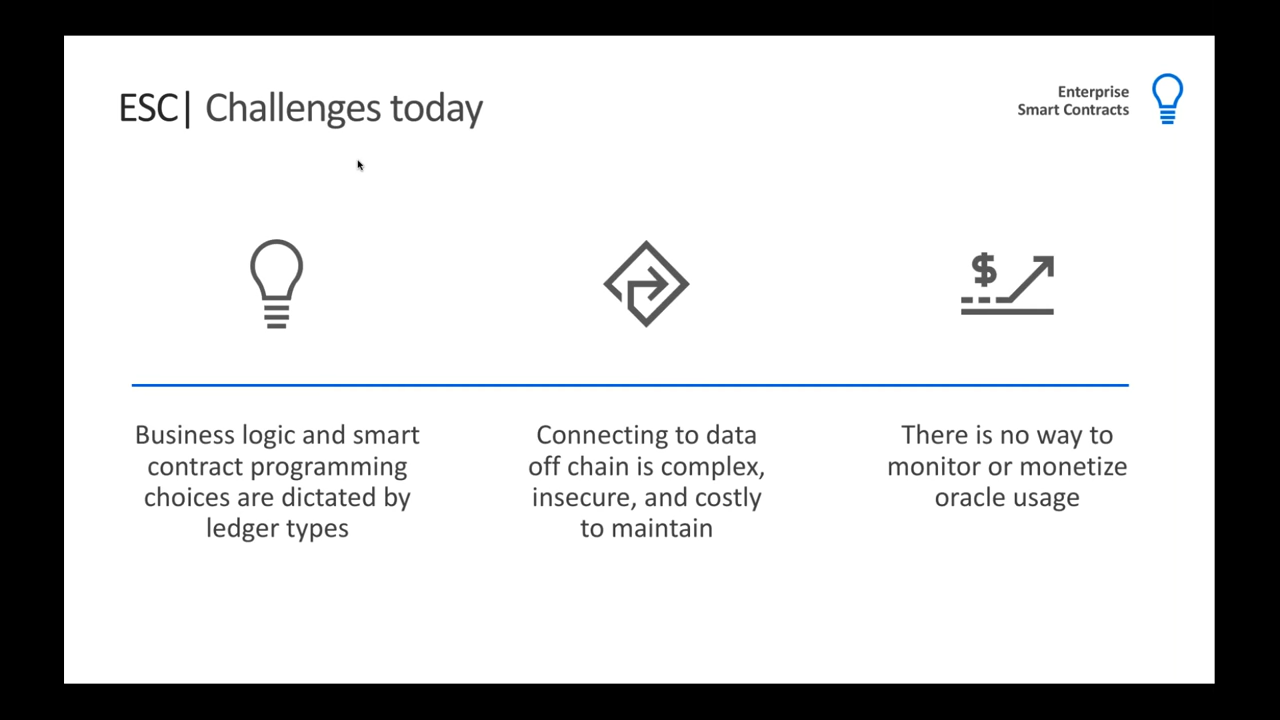 ESC| Challenges today
Enterprise
Smart Contracts
$
Business logic and smart
contract programming
choices are dictated by
ledger types
Connecting to data
off chain is complex,
insecure, and costly
to maintain
There is no way to
monitor or monetize
oracle usage